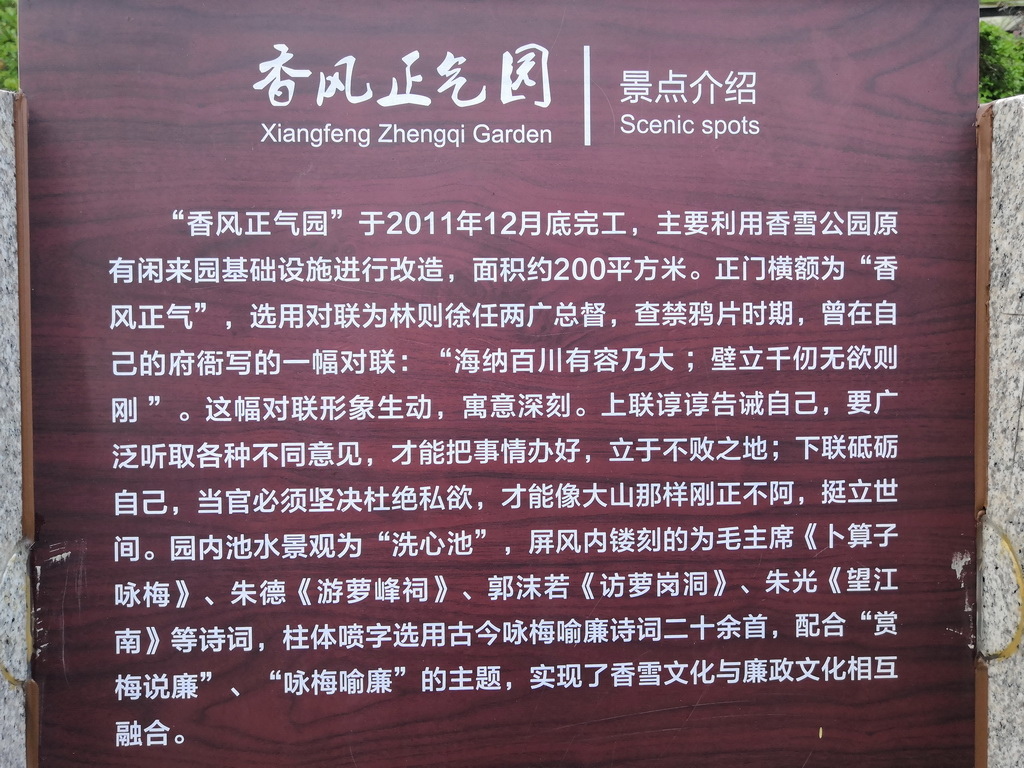 香风正气园
Xiangfeng Zhengqi Garden
景点介绍
Scenic spots
“香风正气园”于2011年12月底完工，主要利用香雪公园原
有闲来园基础设施进行改造，面积约200平方米。正门横额为“香
风正气”，选用对联为林则徐任两广总督，查禁鸦片时期，曾在自
己的府衙写的一幅对联：“海纳百川有容乃大；壁立千仞无欲则
刚”。这幅对联形象生动，寓意深刻。上联谆谆告诫自己，要广
泛听取各种不同意见，才能把事情办好，立于不败之地；下联砥砺
自己，当官必须坚决杜绝私欲，才能像大山那样刚正不阿，挺立世
间。园内池水景观为“洗心池”，屏风内镂刻的为毛主席《卜算子
咏梅》、朱德《游萝峰祠》、郭沫若《访萝岗洞》、朱光《望江
南》等诗词，柱体喷字选用古今咏梅喻廉诗词二十余首，配合“赏
梅说廉”、“咏梅喻廉”的主题，实现了香雪文化与廉政文化相互
融合。